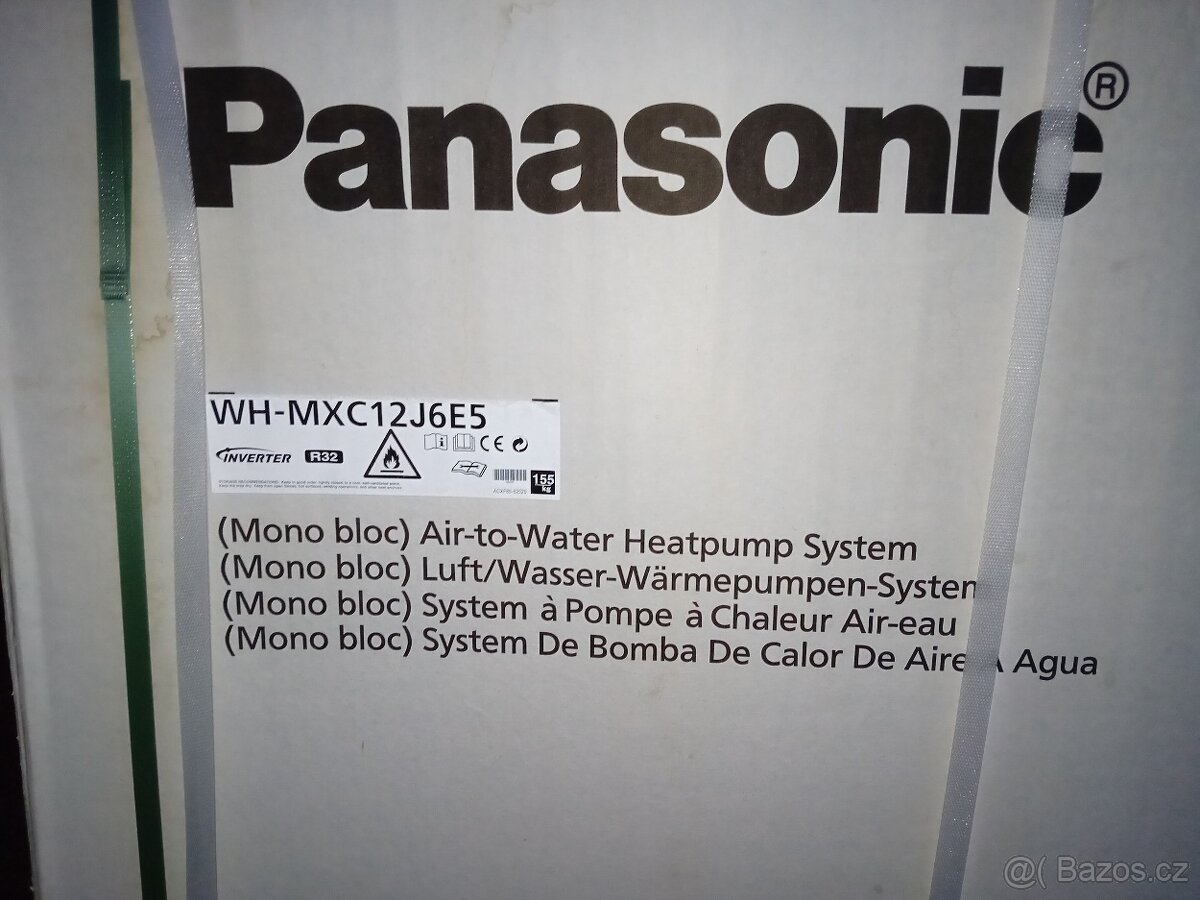 Panasonic®
WH-MXC12J6E5
INVERTER R32
CE
155 kg
(Mono bloc) Air-to-Water Heatpump System
(Mono bloc) Luft/Wasser-Wärmepumpen-System
(Mono bloc) System à Pompe à Chaleur Air-eau
(Mono bloc) System De Bomba De Calor De Aire A Agua
@( Bazos.cz